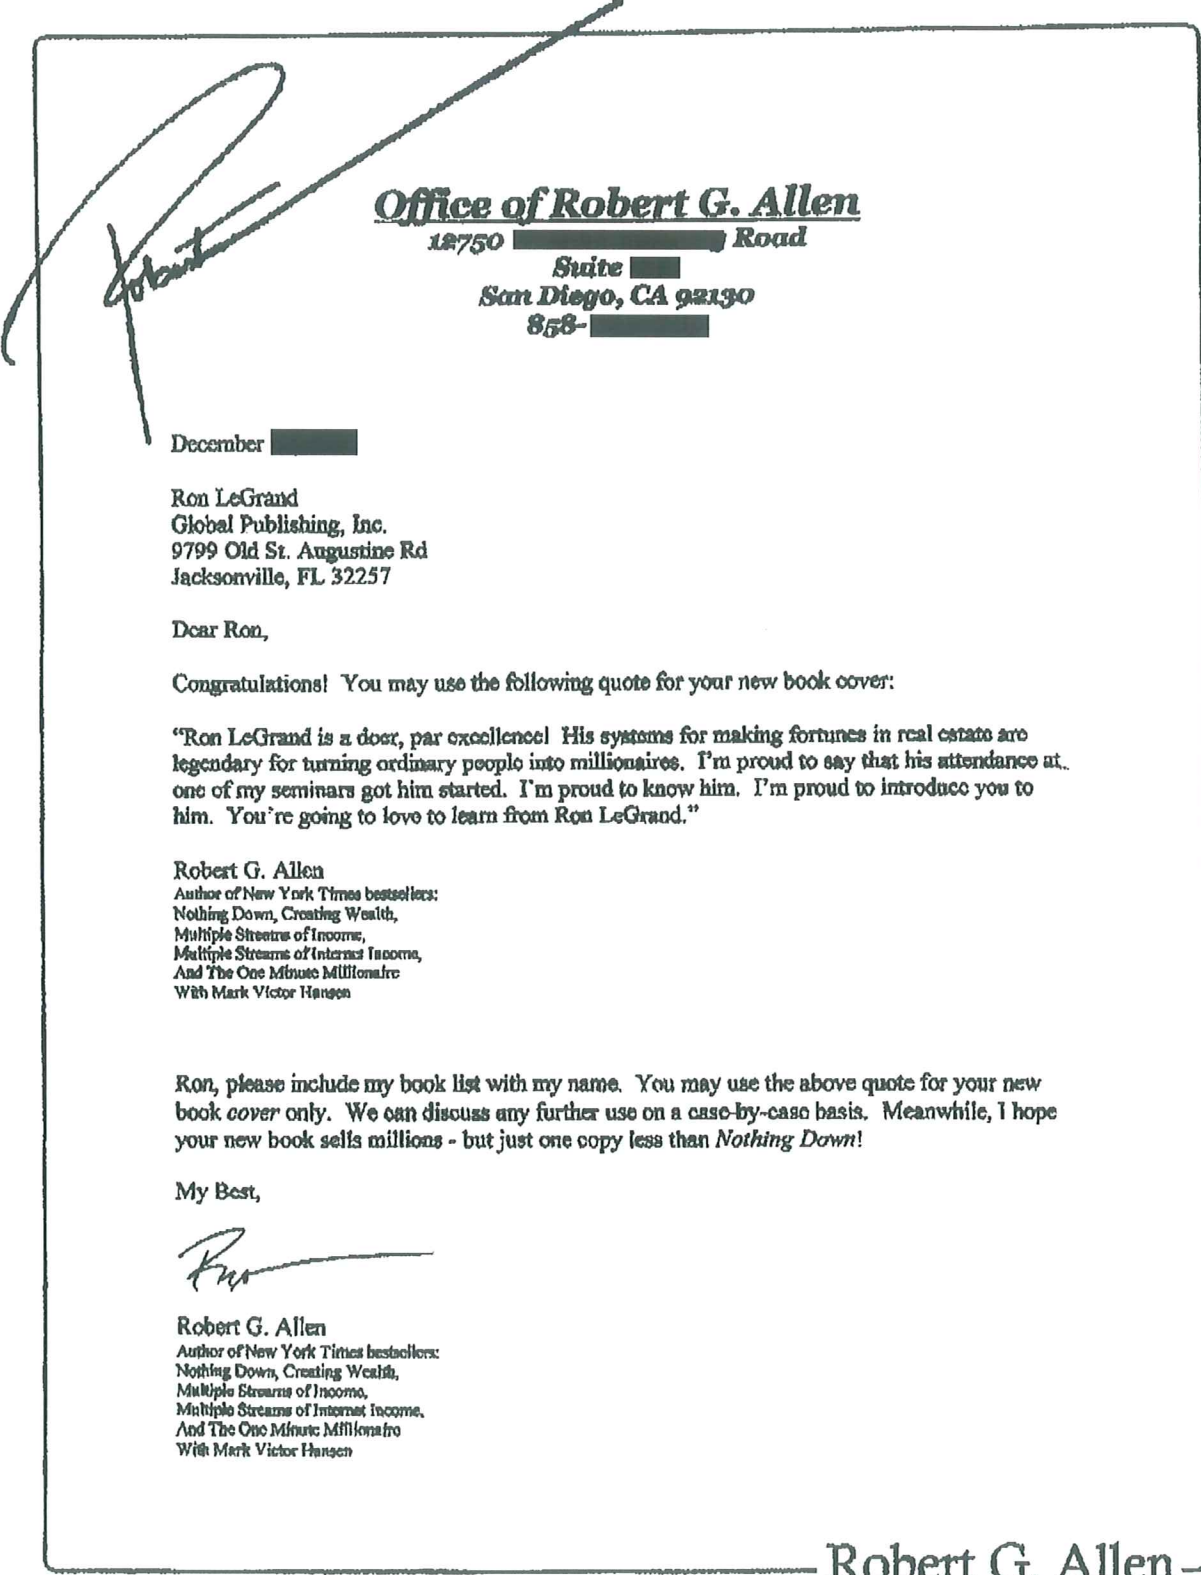 Robert
Office of Robert G. Allen
12750 Road
Suite
San Diego, CA 92130
858-
December
Ron LeGrand
Global Publishing, Inc.
9799 Old St. Augustine Rd
Jacksonville, FL 32257
Dear Ron,
Congratulations! You may use the following quote for your new book cover:
“Ron LeGrand is a doer, par excellence! His systems for making fortunes in real estate are
legendary for turning ordinary people into millionaires. I'm proud to say that his attendance at
one of my seminars got him started. I'm proud to know him. I'm proud to introduce you to
him. You're going to love to learn from Ron LeGrand.”
Robert G. Allen
Author of New York Times bestsellers:
Nothing Down, Creating Wealth,
Multiple Streams of Income,
Multiple Streams of Internet Income,
And The One Minute Millionaire
With Mark Victor Hansen
Ron, please include my book list with my name. You may use the above quote for your new
book cover only. We can discuss any further use on a case-by-case basis. Meanwhile, I hope
your new book sells millions - but just one copy less than Nothing Down!
My Best,
Robert G. Allen
Author of New York Times bestsellers:
Nothing Down, Creating Wealth,
Multiple Streams of Income,
Multiple Streams of Internet Income,
And The One Minute Millionaire
With Mark Victor Hansen
Robert G. Allen